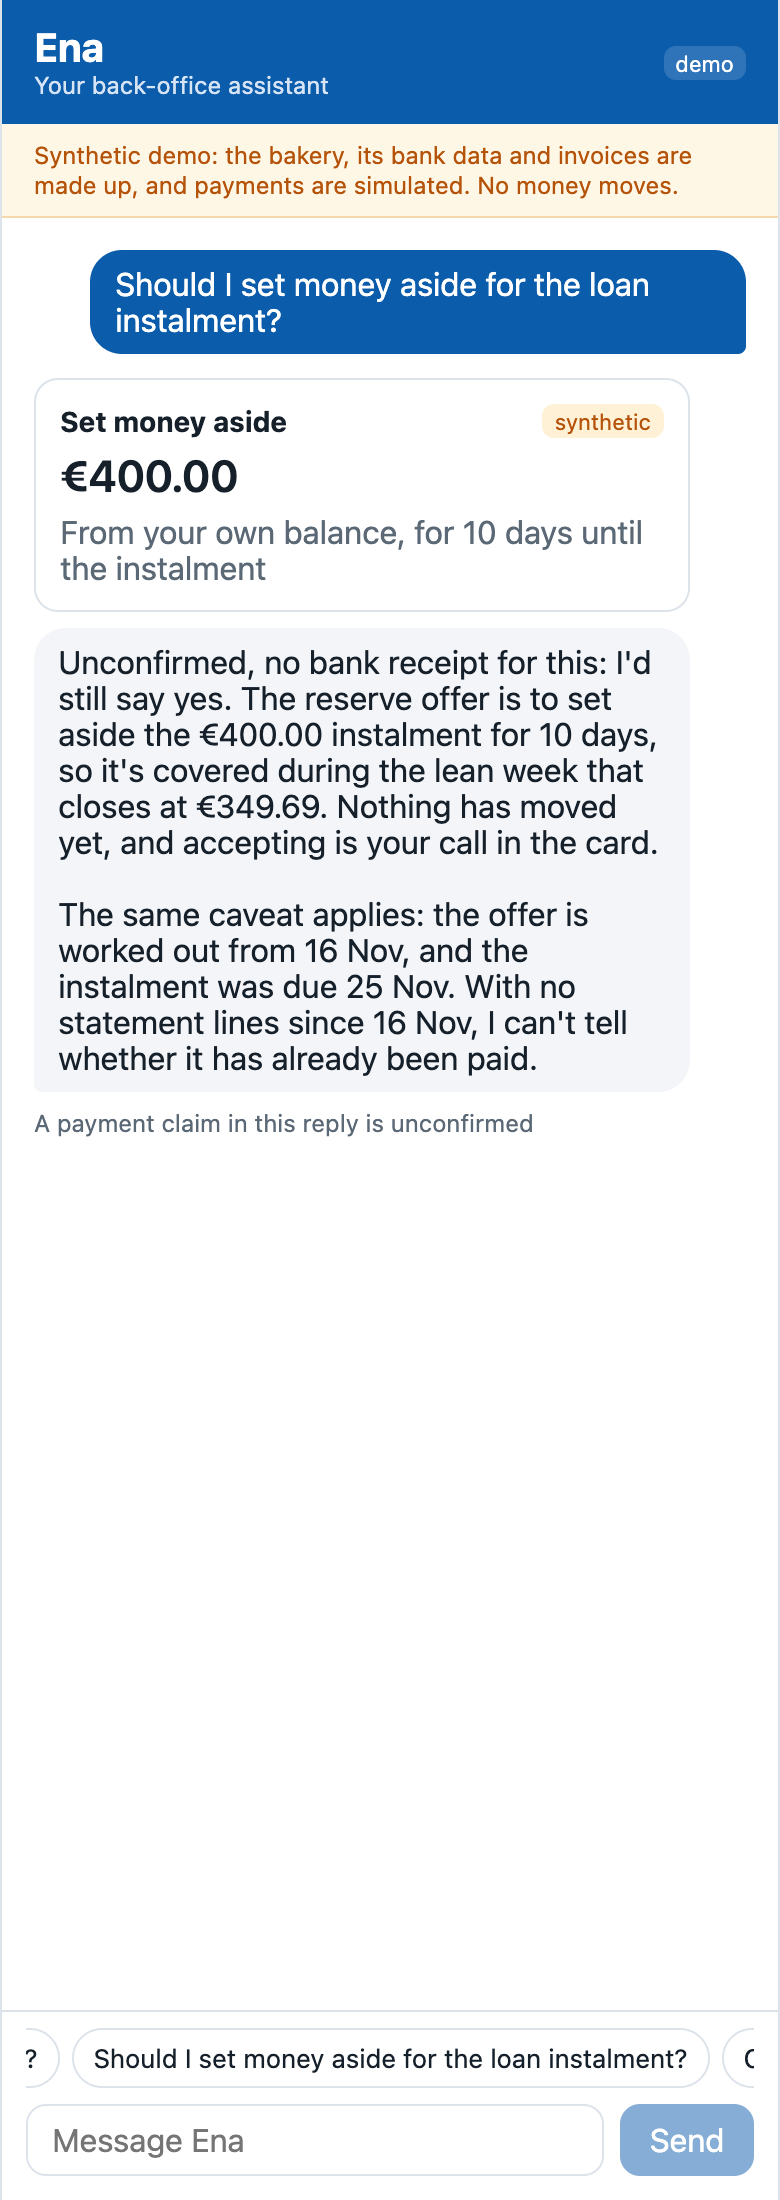 Ena
Your back-office assistant
demo
Synthetic demo: the bakery, its bank data and invoices are
made up, and payments are simulated. No money moves.
Should I set money aside for the loan
instalment?
Set money aside
synthetic
€400.00
From your own balance, for 10 days until
the instalment
Unconfirmed, no bank receipt for this: I'd
still say yes. The reserve offer is to set
aside the €400.00 instalment for 10 days,
so it's covered during the lean week that
closes at €349.69. Nothing has moved
yet, and accepting is your call in the card.
The same caveat applies: the offer is
worked out from 16 Nov, and the
instalment was due 25 Nov. With no
statement lines since 16 Nov, I can't tell
whether it has already been paid.
A payment claim in this reply is unconfirmed
?
Should I set money aside for the loan instalment?
Message Ena
Send